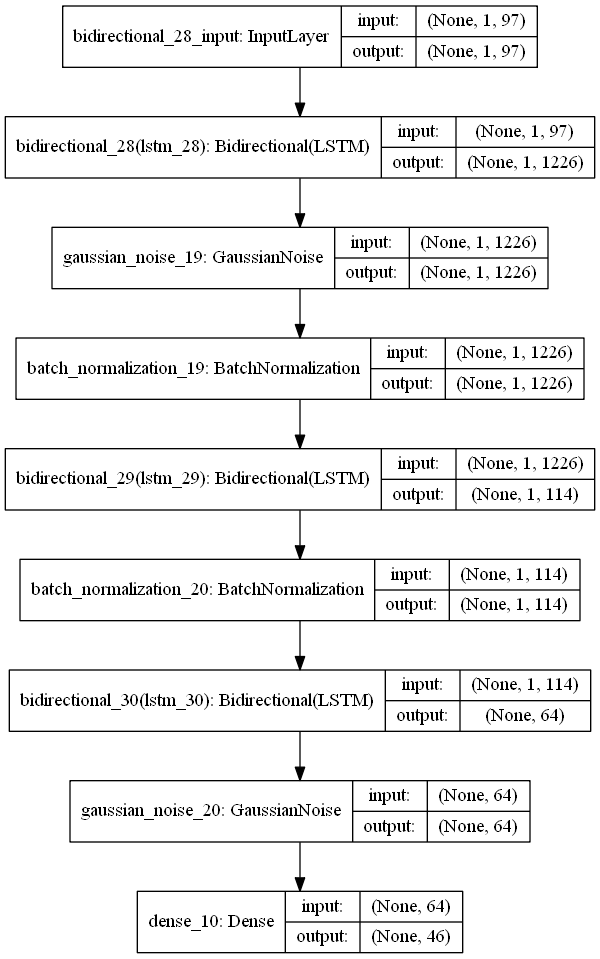 bidirectional_28_input: InputLayer
input: (None, 1, 97)
output: (None, 1, 97)
bidirectional_28(lstm_28): Bidirectional(LSTM)
input: (None, 1, 97)
output: (None, 1, 1226)
gaussian_noise_19: GaussianNoise
input: (None, 1, 1226)
output: (None, 1, 1226)
batch_normalization_19: BatchNormalization
input: (None, 1, 1226)
output: (None, 1, 1226)
bidirectional_29(lstm_29): Bidirectional(LSTM)
input: (None, 1, 1226)
output: (None, 1, 114)
batch_normalization_20: BatchNormalization
input: (None, 1, 114)
output: (None, 1, 114)
bidirectional_30(lstm_30): Bidirectional(LSTM)
input: (None, 1, 114)
output: (None, 64)
gaussian_noise_20: GaussianNoise
input: (None, 64)
output: (None, 64)
dense_10: Dense
input: (None, 64)
output: (None, 46)